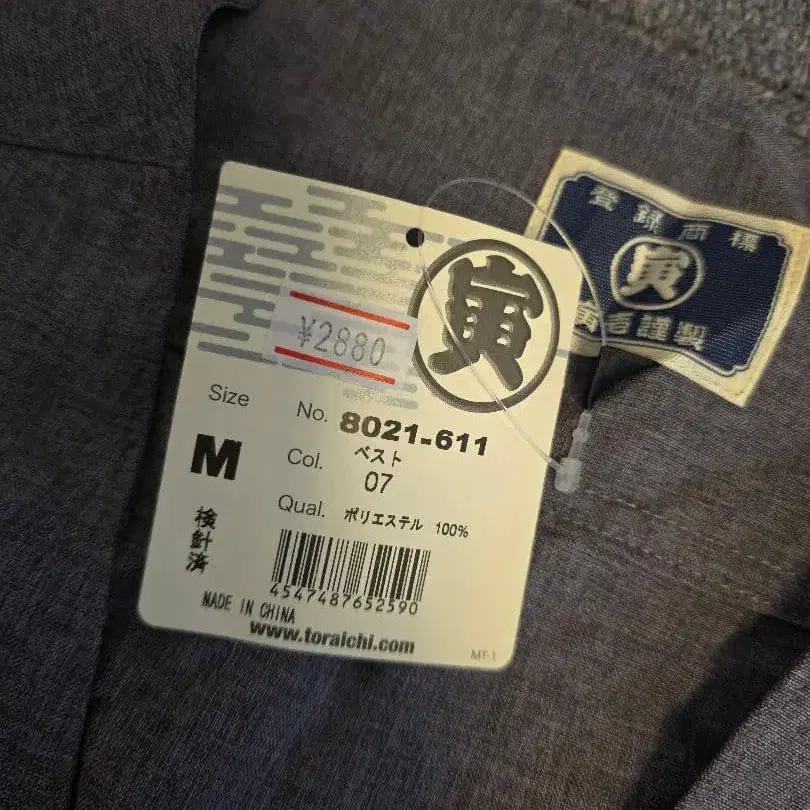 寅
¥2880
Size
M
No. 8021-611
ベスト
Col. 07
Qual. ポリエステル 100%
検針済
4547487652590
MADE IN CHINA
www.toraichi.com
MT-1
登録商標
寅
寅壱謹製